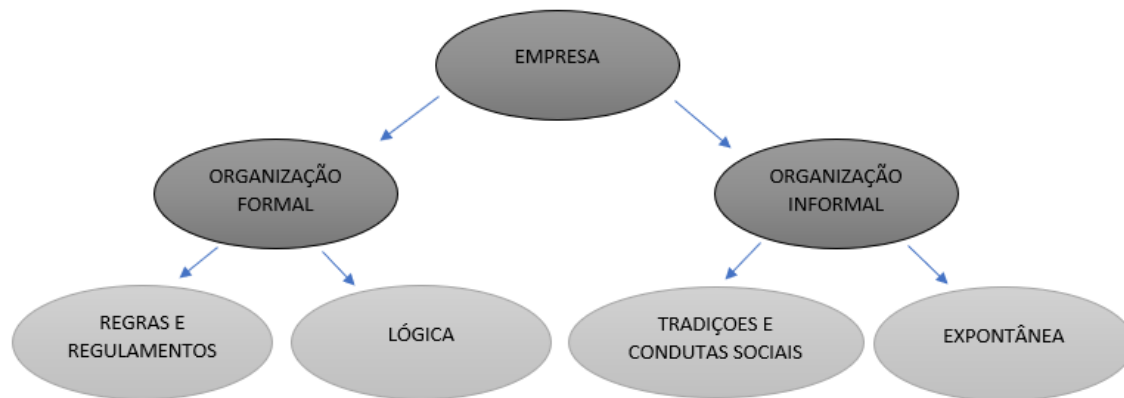 EMPRESA
ORGANIZAÇÃO
FORMAL
ORGANIZAÇÃO
INFORMAL
REGRAS E
REGULAMENTOS
LÓGICA
TRADIÇOES E
CONDUTAS SOCIAIS
EXPONTÂNEA